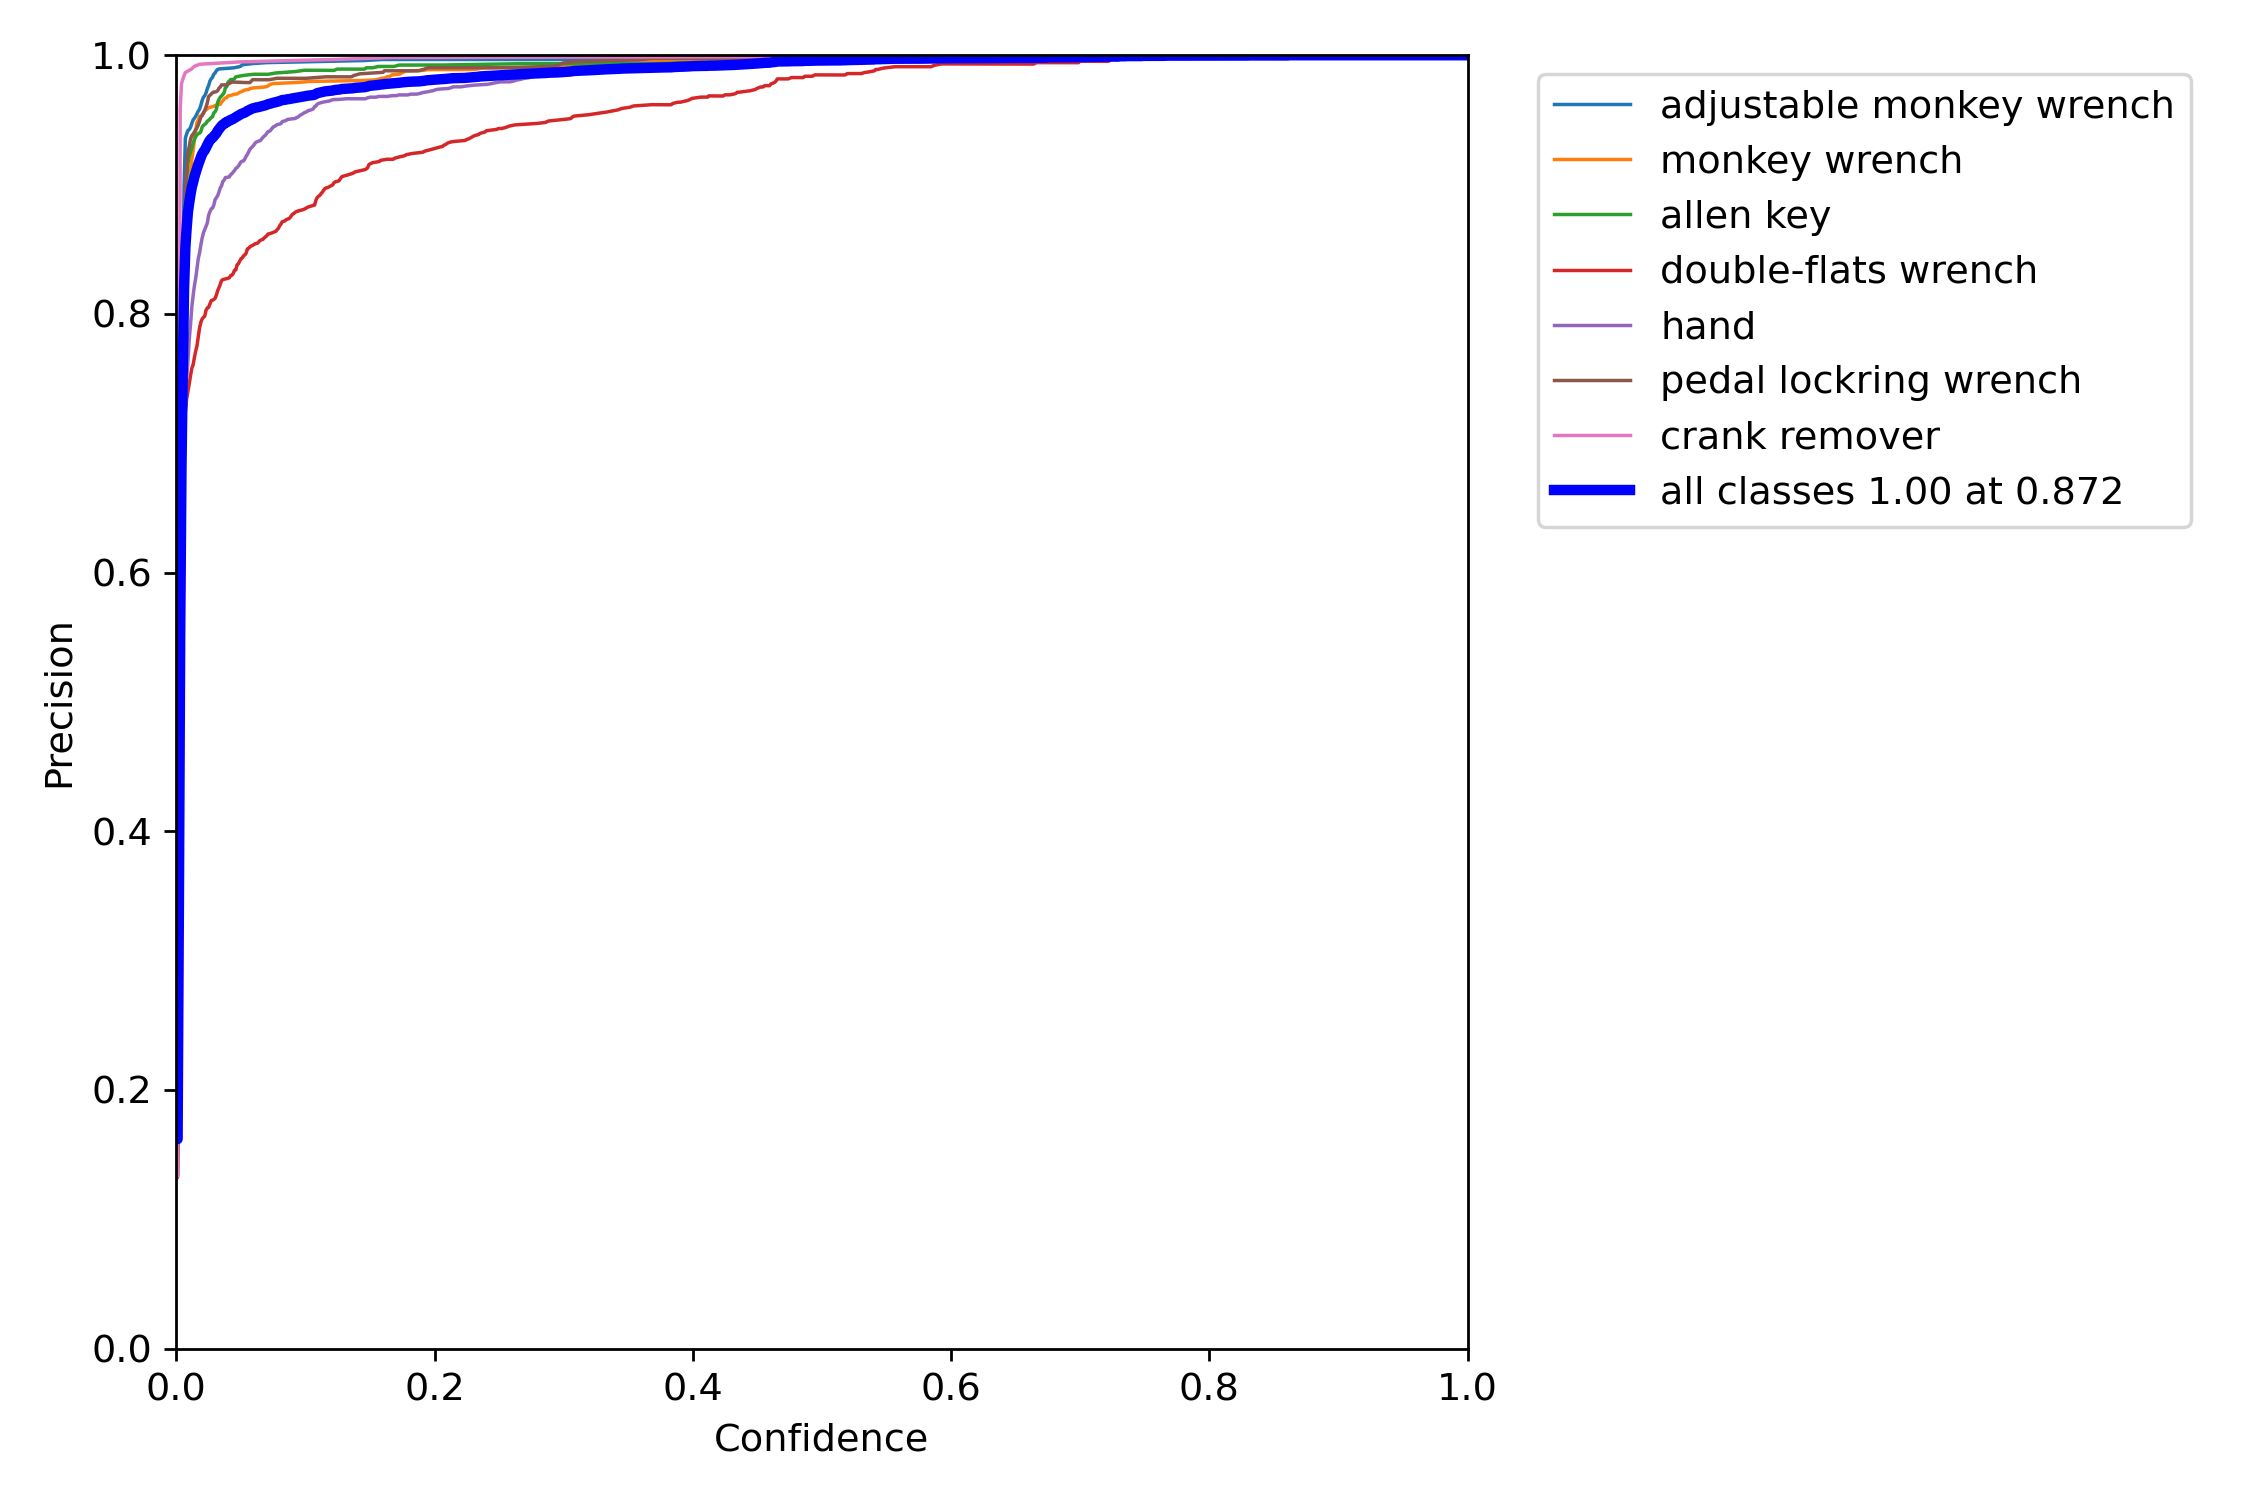 1.0
0.8
0.6
0.4
0.2
0.0
Precision
0.0 0.2 0.4 0.6 0.8 1.0
Confidence
adjustable monkey wrench
monkey wrench
allen key
double-flats wrench
hand
pedal lockring wrench
crank remover
all classes 1.00 at 0.872